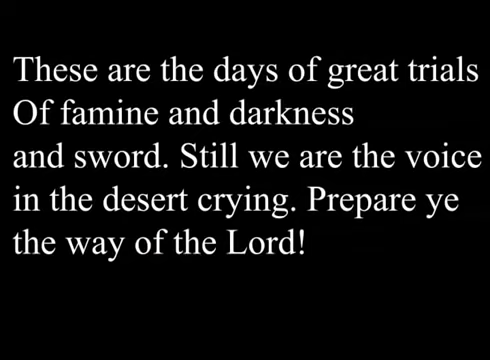 These are the days of great trials
Of famine and darkness
and sword. Still we are the voice
in the desert crying. Prepare ye
the way of the Lord!